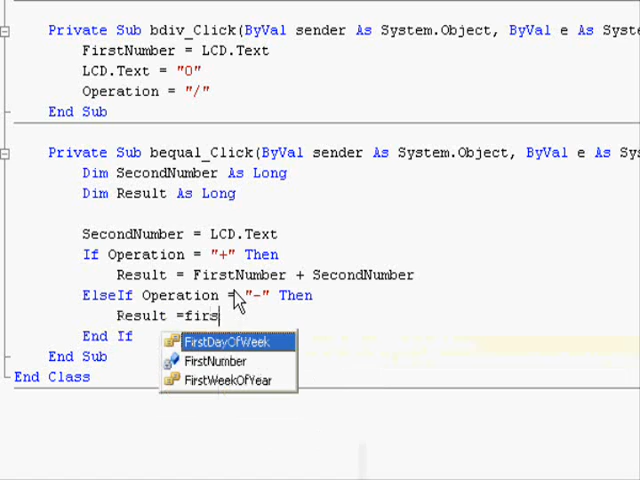 Private Sub bdiv_Click(ByVal sender As System.Object, ByVal e As Syste
FirstNumber = LCD.Text
LCD.Text = "0"
Operation = "/"
End Sub
Private Sub bequal_Click(ByVal sender As System.Object, ByVal e As Sys
Dim SecondNumber As Long
Dim Result As Long
SecondNumber = LCD.Text
If Operation = "+" Then
Result = FirstNumber + SecondNumber
ElseIf Operation = "-" Then
Result =firs
End If
FirstDayOfWeek
End Sub
FirstNumber
End Class
FirstWeekOfYear